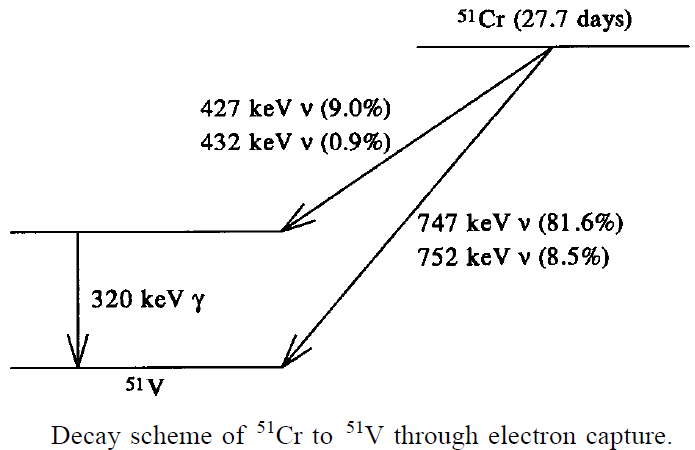 ⁵¹Cr (27.7 days)
427 keV ν (9.0%)
432 keV ν (0.9%)
747 keV ν (81.6%)
752 keV ν (8.5%)
320 keV γ
⁵¹V
Decay scheme of ⁵¹Cr to ⁵¹V through electron capture.